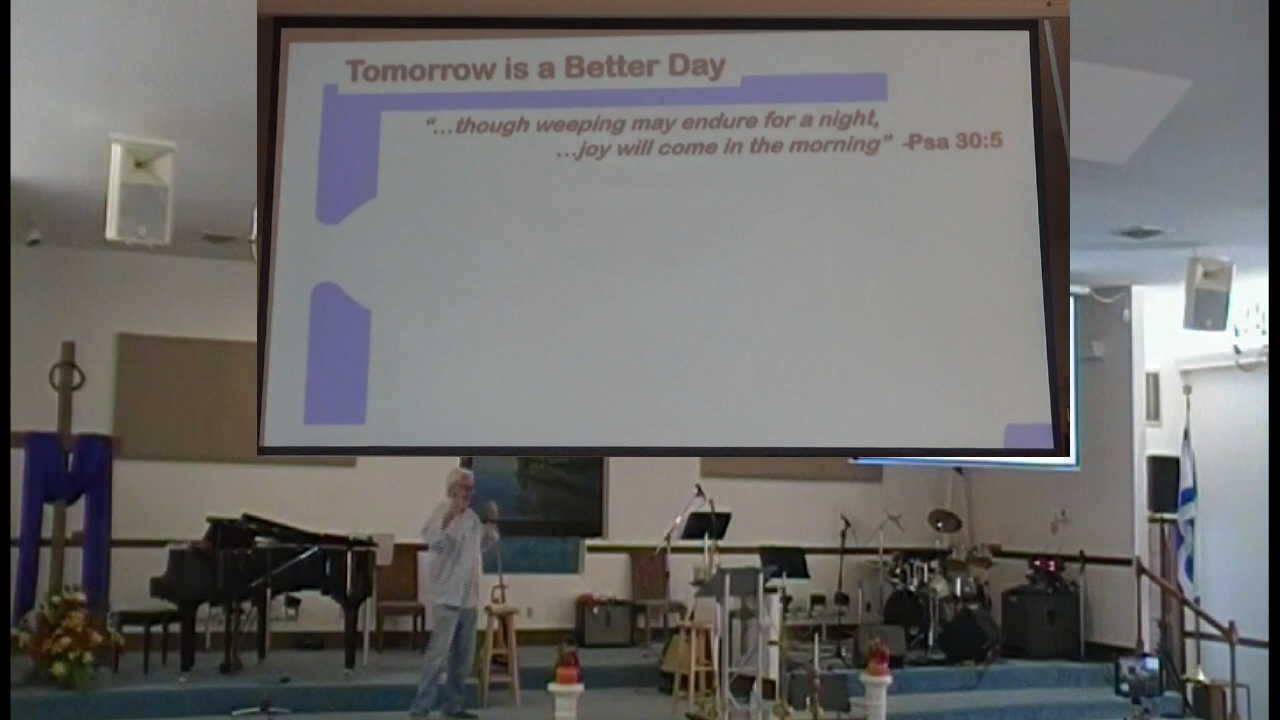 Tomorrow is a Better Day
“...though weeping may endure for a night,
...joy will come in the morning” -Psa 30:5